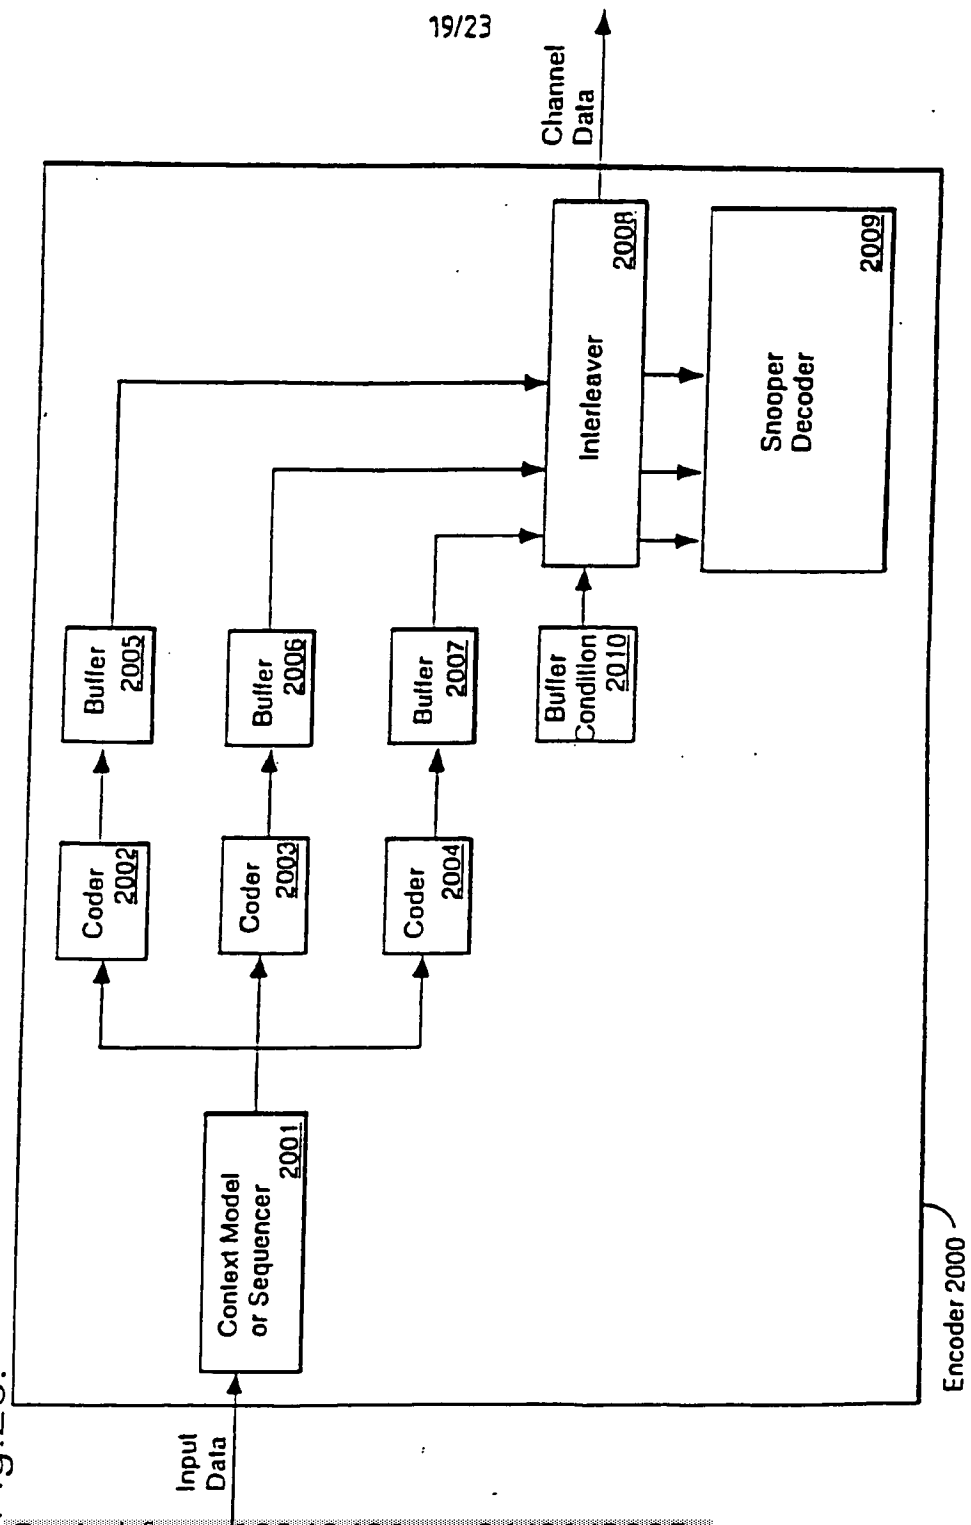 19/23
Input
Data
Context Model
or Sequencer
2001
Coder
2002
Coder
2003
Coder
2004
Buffer
2005
Buffer
2006
Buffer
2007
Buffer
Condition
2010
Interleaver
2008
Snooper
Decoder
2009
Channel
Data
Encoder 2000